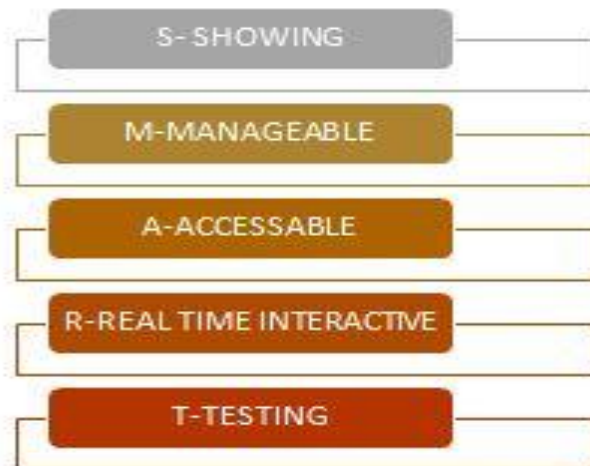 S- SHOWING
M-MANAGEABLE
A-ACCESSABLE
R-REAL TIME INTERACTIVE
T-TESTING